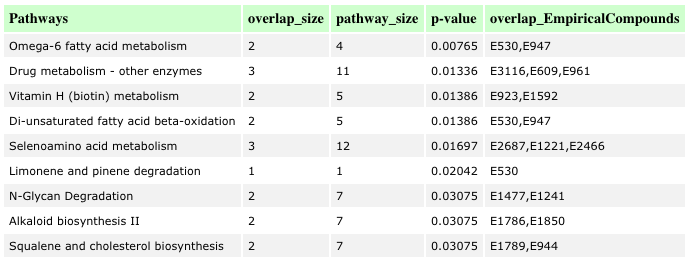 Pathways overlap_size pathway_size p-value overlap_EmpiricalCompounds
Omega-6 fatty acid metabolism 2 4 0.00765 E530,E947
Drug metabolism - other enzymes 3 11 0.01336 E3116,E609,E961
Vitamin H (biotin) metabolism 2 5 0.01386 E923,E1592
Di-unsaturated fatty acid beta-oxidation 2 5 0.01386 E530,E947
Selenoamino acid metabolism 3 12 0.01697 E2687,E1221,E2466
Limonene and pinene degradation 1 1 0.02042 E530
N-Glycan Degradation 2 7 0.03075 E1477,E1241
Alkaloid biosynthesis II 2 7 0.03075 E1786,E1850
Squalene and cholesterol biosynthesis 2 7 0.03075 E1789,E944